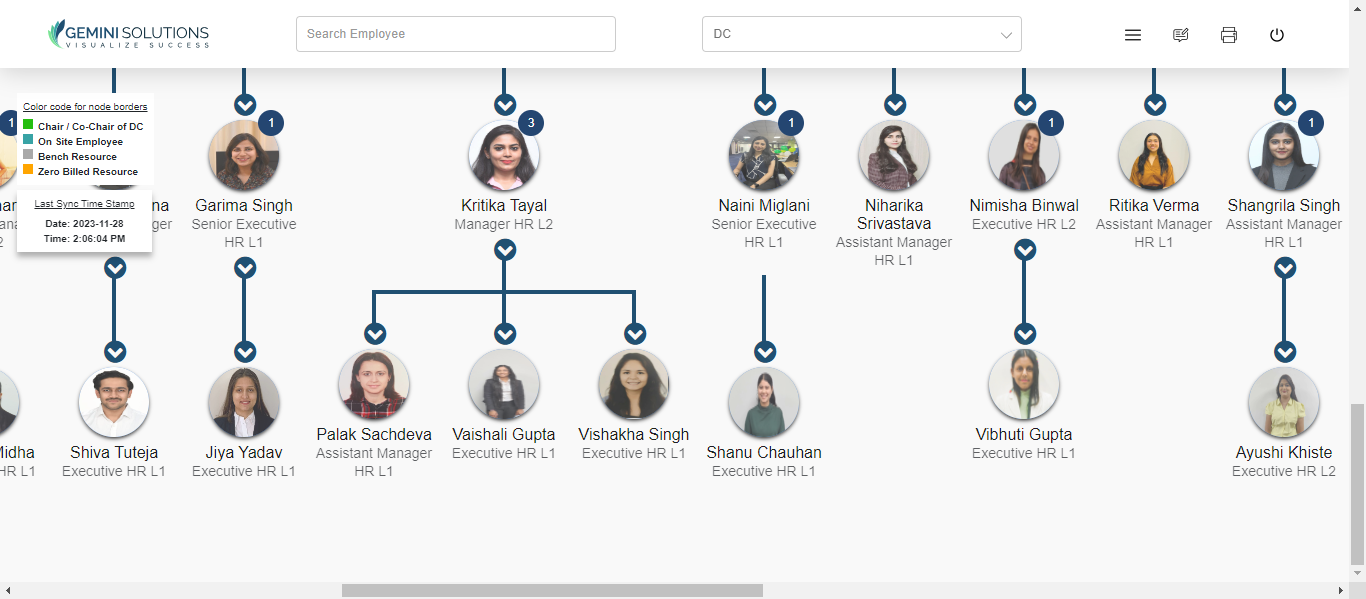 GEMINI SOLUTIONS
VISUALIZE SUCCESS
Search Employee
DC
Color code for node borders
Chair / Co-Chair of DC
On Site Employee
Bench Resource
Zero Billed Resource
Last Sync Time Stamp
Date: 2023-11-28
Time: 2:06:04 PM
1
1
3
1
1
1
Garima Singh
Senior Executive
HR L1
Kritika Tayal
Manager HR L2
Naini Miglani
Senior Executive
HR L1
Niharika
Srivastava
Assistant Manager
HR L1
Nimisha Binwal
Executive HR L2
Ritika Verma
Assistant Manager
HR L1
Shangrila Singh
Assistant Manager
HR L1
Midha
HR L1
Shiva Tuteja
Executive HR L1
Jiya Yadav
Executive HR L1
Palak Sachdeva
Assistant Manager
HR L1
Vaishali Gupta
Executive HR L1
Vishakha Singh
Executive HR L1
Shanu Chauhan
Executive HR L1
Vibhuti Gupta
Executive HR L1
Ayushi Khiste
Executive HR L2